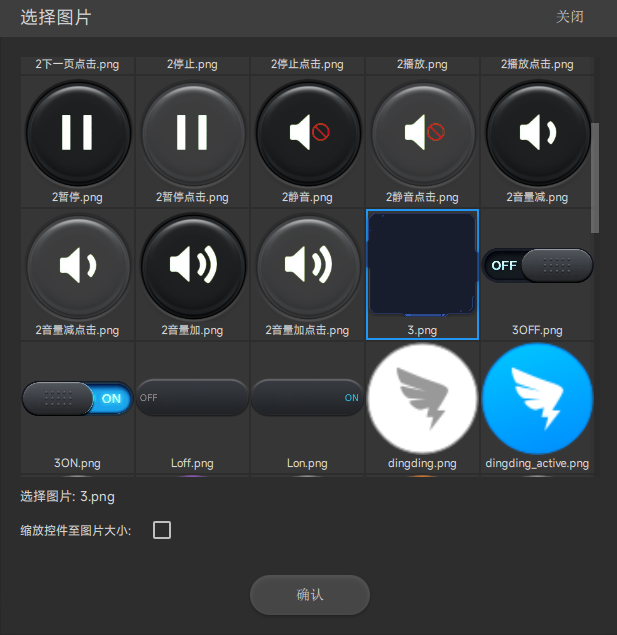 选择图片 关闭
2下一页点击.png 2停止.png 2停止点击.png 2播放.png 2播放点击.png
2暂停.png 2暂停点击.png 2静音.png 2静音点击.png 2音量减.png
OFF
2音量减点击.png 2音量加.png 2音量加点击.png 3.png 3OFF.png
ON OFF ON
3ON.png Loff.png Lon.png dingding.png dingding_active.png
选择图片: 3.png
缩放控件至图片大小:
确认